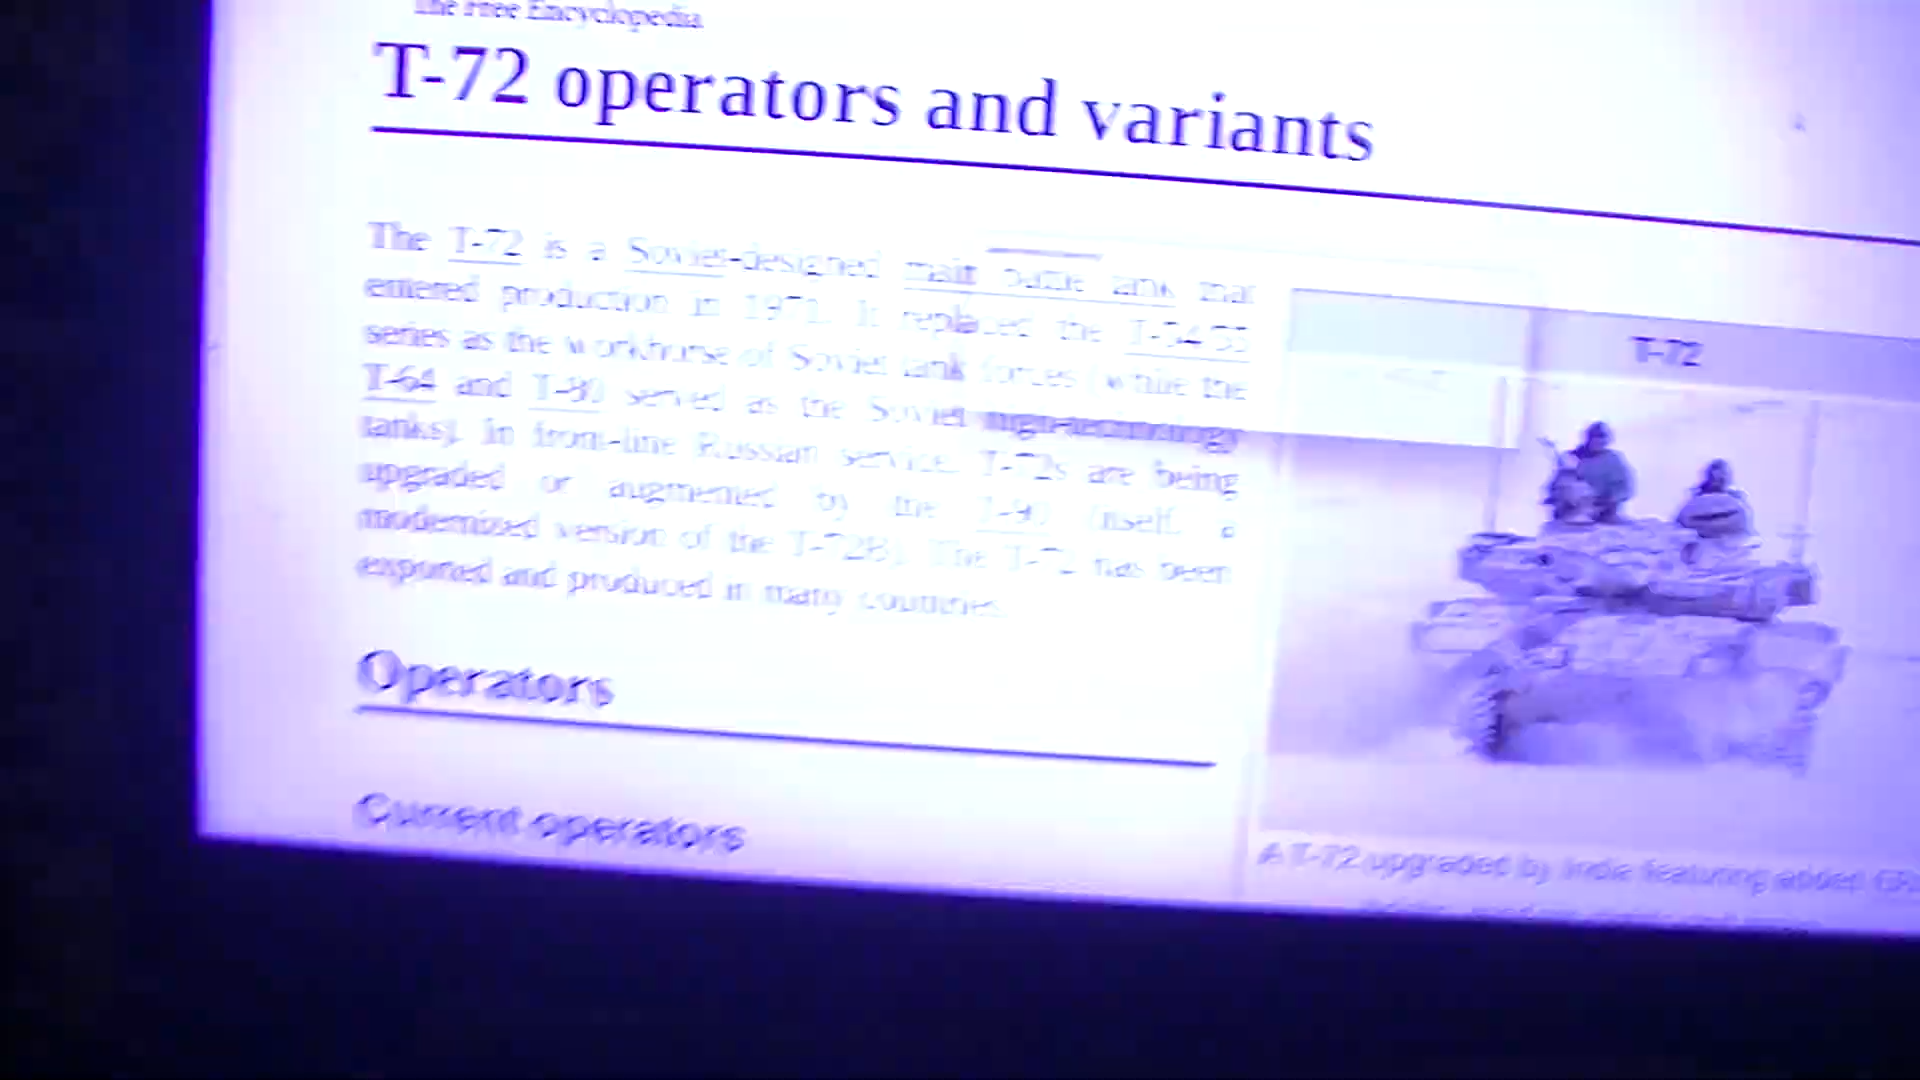 The Free Encyclopedia
T-72 operators and variants
The T-72 is a Soviet-designed main battle tank that
entered production in 1971. It replaced the T-54/55
series as the workhorse of Soviet tank forces (while the
T-64 and T-80 served as the Soviet high-technology
tanks). In front-line Russian service, T-72s are being
upgraded or augmented by the T-90 (itself a
modernized version of the T-72B). The T-72 has been
exported and produced in many countries.
T-72
Operators
Current operators
A T-72 upgraded by India featuring added